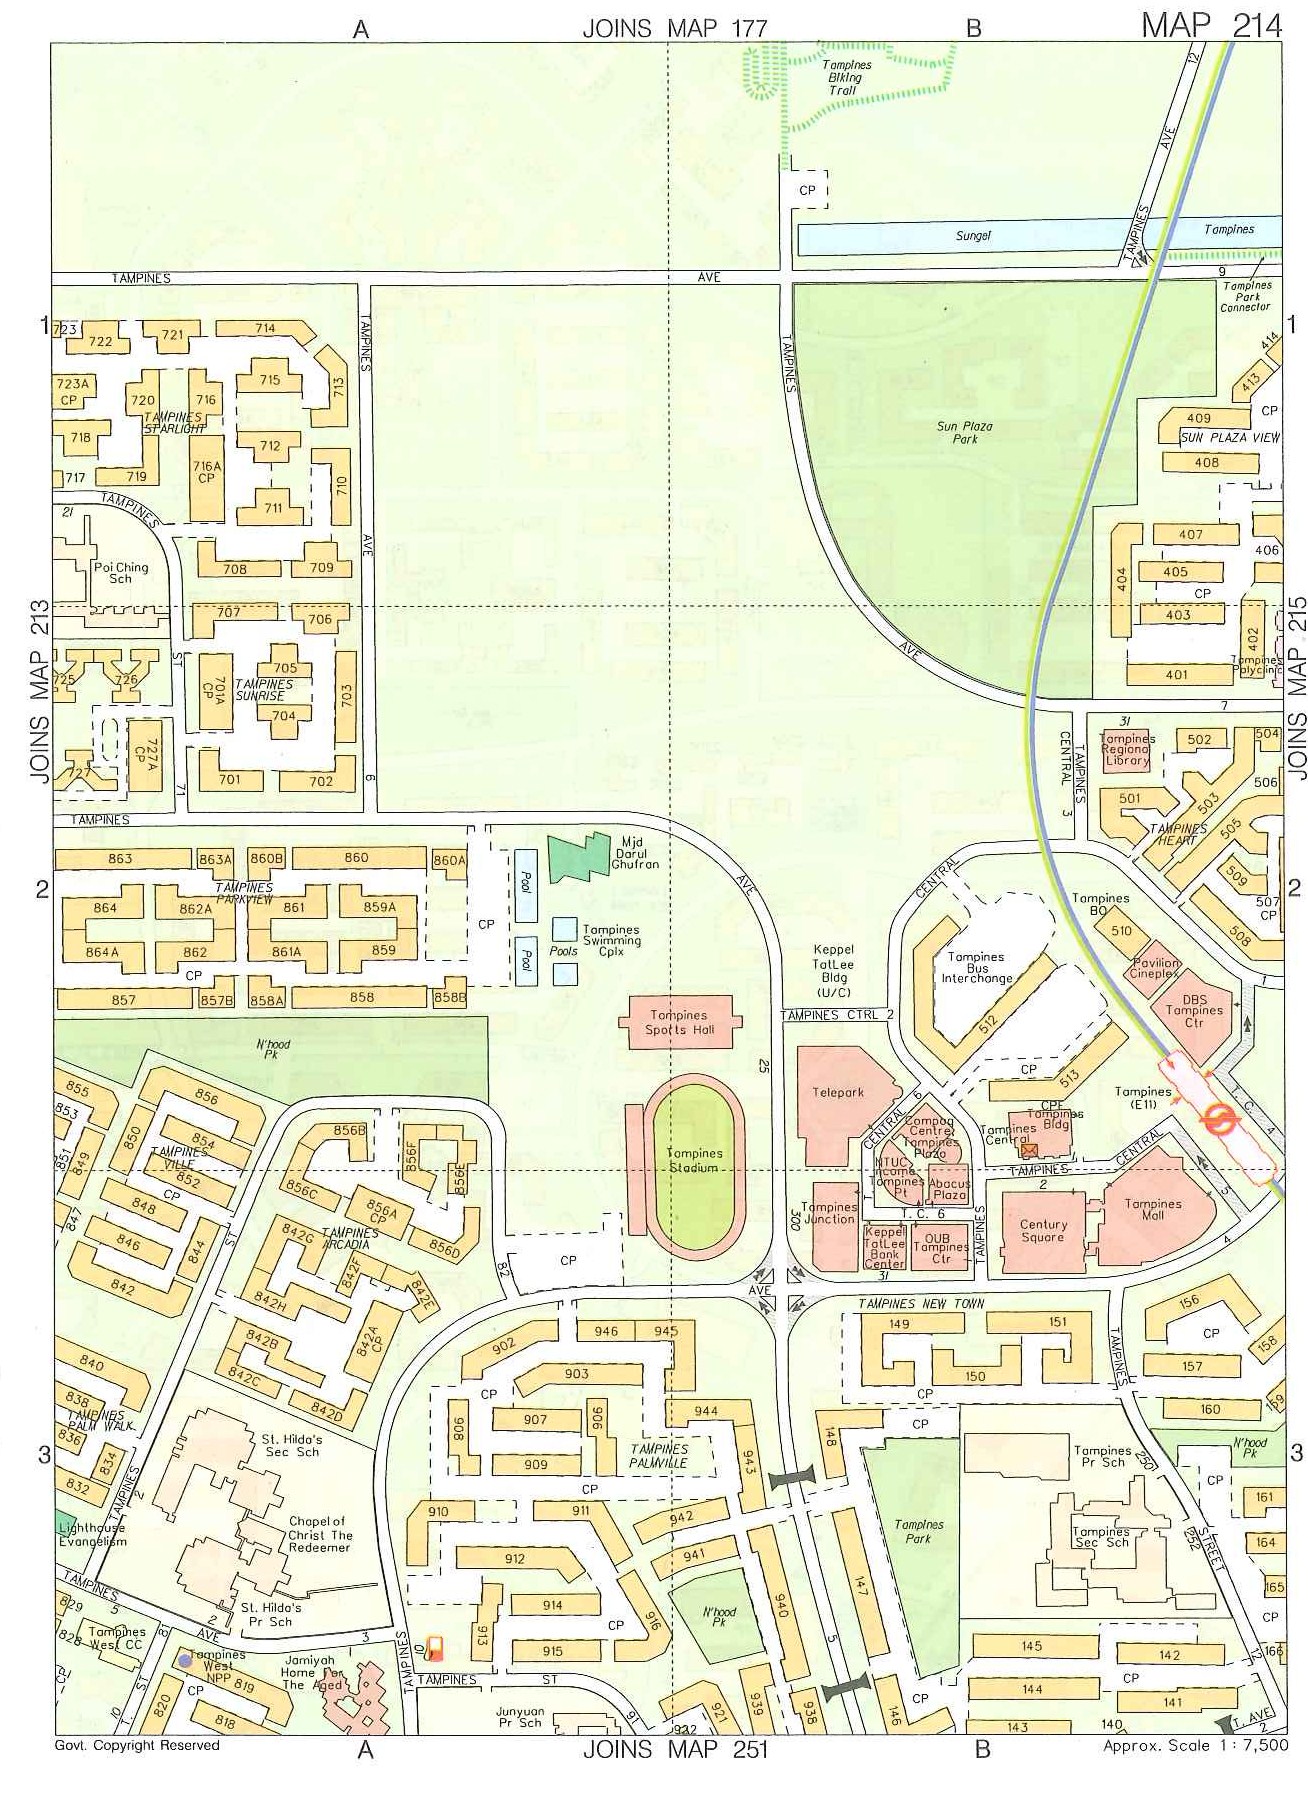 A
JOINS MAP 177
B
MAP 214
Tampines
Biking
Trail
12
AVE
TAMPINES
CP
Sungei
Tampines
TAMPINES
AVE
9
Tampines
Park
Connector
1
1
723
722
721
714
713
715
723A
CP
720
716
TAMPINES
STARLIGHT
718
712
716A
CP
710
717
719
711
TAMPINES
21
Poi Ching
Sch
708
709
707
706
TAMPINES
AVE
6
TAMPINES
AVE
7
Sun Plaza
Park
414
413
CP
409
SUN PLAZA VIEW
408
407
406
404
405
CP
403
402
401
Tampines
Polyclinic
JOINS MAP 213
JOINS MAP 215
725
726
ST
71
701A
CP
705
TAMPINES
SUNRISE
704
703
727
727A
CP
701
702
TAMPINES
AVE
25
31
Tampines
Regional
Library
TAMPINES
CENTRAL
3
502
504
503
506
501
TAMPINES
HEART
505
509
507
CP
508
2
2
863
863A
860B
860
860A
TAMPINES
PARKVIEW
864
862A
861
859A
864A
862
861A
859
CP
857
857B
858A
858
858B
CP
Pool
Pool
Pools
Mjd
Darul
Ghufran
Tampines
Swimming
Cplx
Keppel
TatLee
Bldg
(U/C)
CENTRAL
TAMPINES CTRL 2
Tampines
Bus
Interchange
512
Tampines
BO
510
Pavilion
Cineplex
DBS
Tampines
Ctr
1
N'hood
Pk
Tampines
Sports Hall
Tampines
Stadium
Telepark
CP
513
Tampines
(E11)
T. C. 4
CPF
Tampines
Bldg
Tampines
Central
CENTRAL
6
Compaq
Centre
Tampines
Plaza
NTUC
Income
Tampines
Pt
Abacus
Plaza
TAMPINES
2
CENTRAL
5
Tampines
Junction
T. C. 6
Keppel
TatLee
Bank
Center
31
OUB
Tampines
Ctr
TAMPINES
Century
Square
Tampines
Mall
4
855
853
851
849
850
856
854
TAMPINES
VILLE
852
CP
848
847
846
844
842
ST
856B
856F
856E
856C
856A
CP
TAMPINES
ARCADIA
856D
842G
842F
842E
842H
842B
842A
CP
842C
842D
82
CP
300
AVE
TAMPINES NEW TOWN
149
151
150
CP
TAMPINES
156
CP
158
157
159
160
840
838
TAMPINES
PALM WALK
836
834
832
TAMPINES
2
Lighthouse
Evangelism
St. Hilda's
Sec Sch
Chapel of
Christ The
Redeemer
St. Hilda's
Pr Sch
902
946
945
903
CP
908
907
906
944
909
TAMPINES
PALMVILLE
943
CP
910
911
942
941
912
914
916
CP
913
915
N'hood
Pk
940
148
CP
Tampines
Park
147
5
Tampines
Pr Sch
250
Tampines
Sec Sch
252
STREET
12
N'hood
Pk
CP
161
164
165
CP
166
3
3
TAMPINES
5
2
AVE
3
829
828
CP
Tampines
West CC
81
ST
T.
10
Tampines
West
NPP
CP
819
820
818
Jamiyah
Home For
The Aged
TAMPINES
10
TAMPINES
ST
91
Junyuan
Pr Sch
922
921
939
938
146
CP
145
142
CP
144
141
143
140
T. AVE
2
Govt. Copyright Reserved
A
JOINS MAP 251
B
Approx. Scale 1 : 7,500